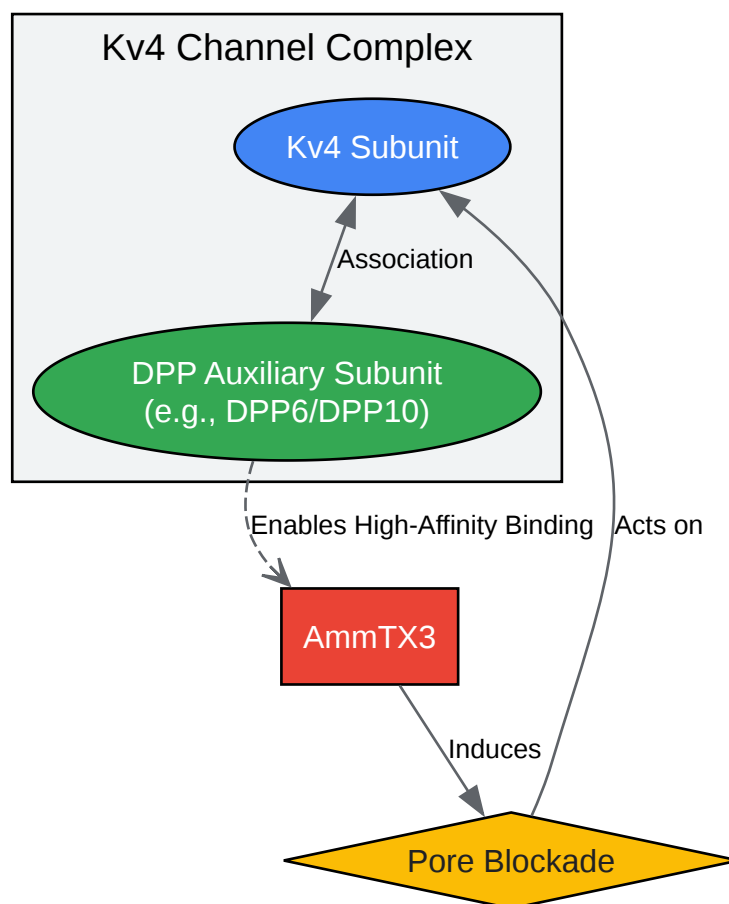 Kv4 Channel Complex
Kv4 Subunit
Association
DPP Auxiliary Subunit
(e.g., DPP6/DPP10)
Enables High-Affinity Binding
Acts on
AmmTX3
Induces
Pore Blockade